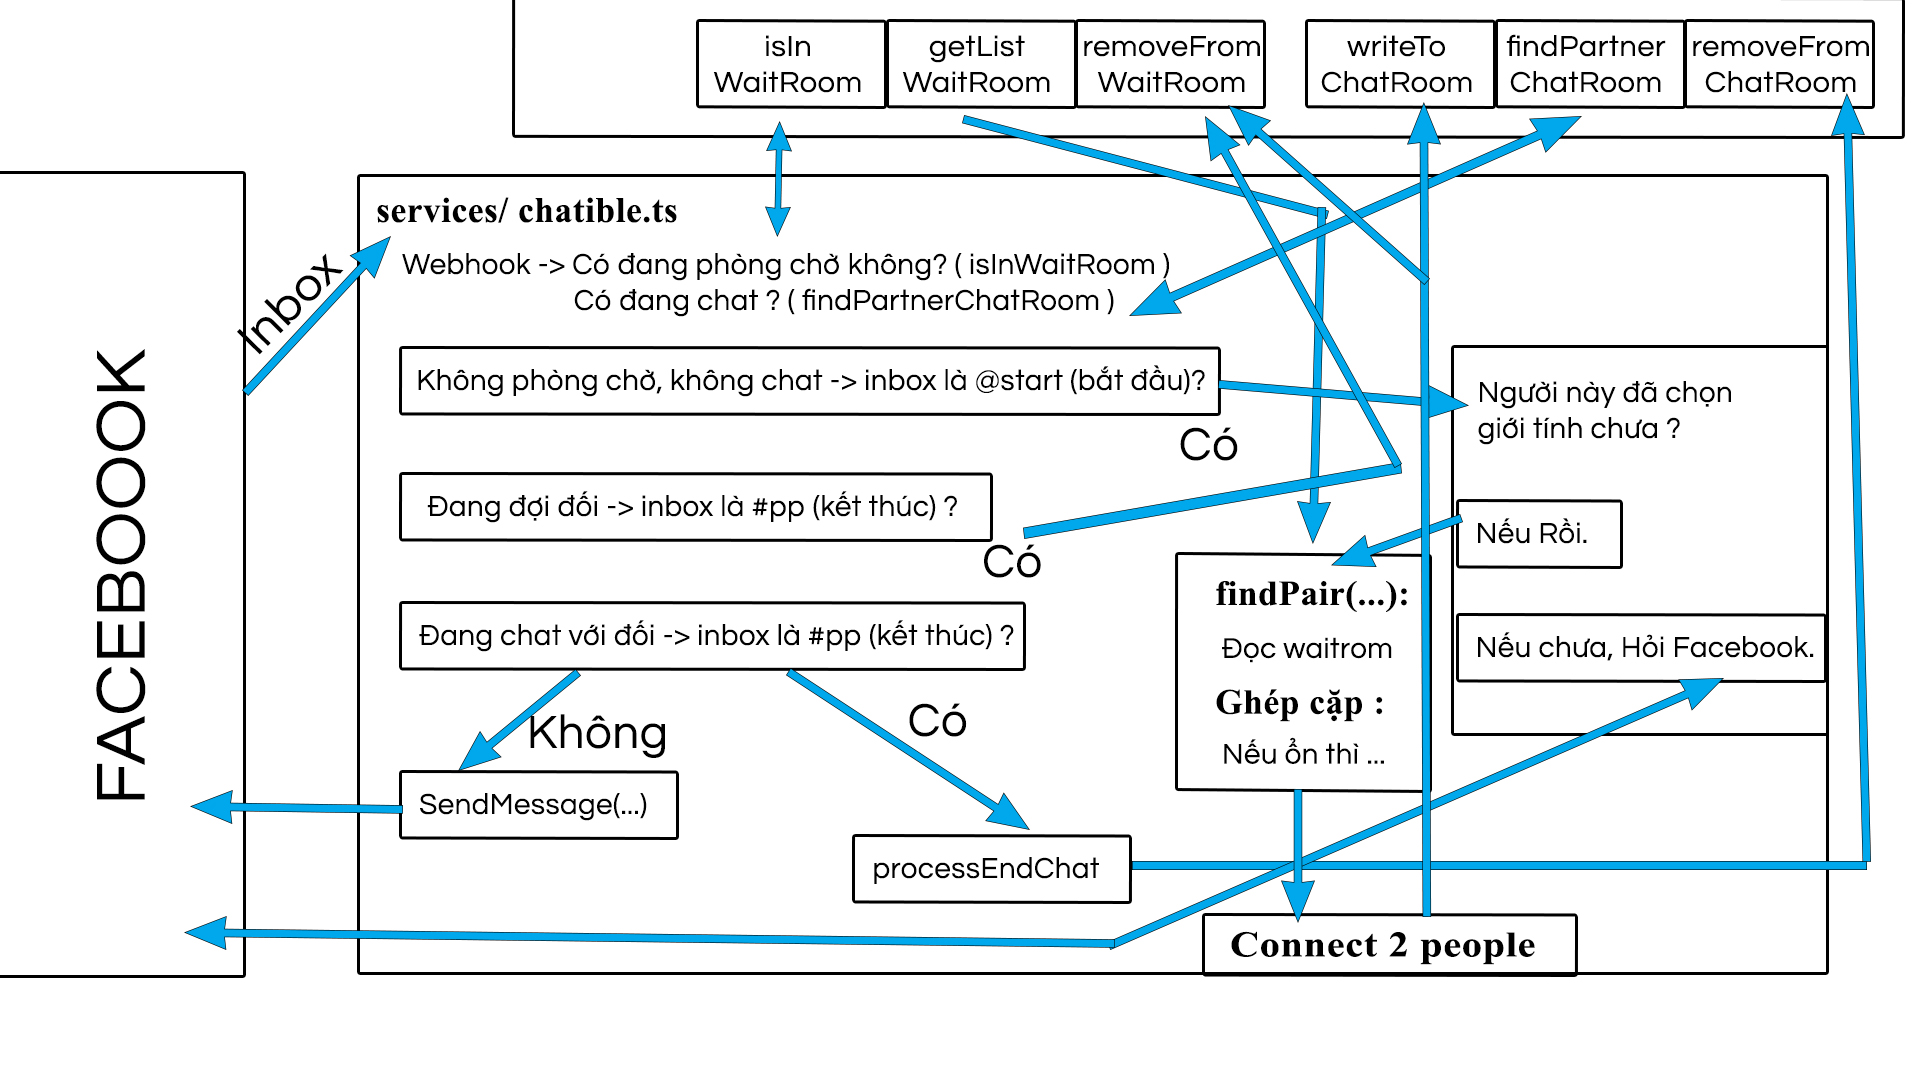 isIn
WaitRoom
getList
WaitRoom
removeFrom
WaitRoom
writeTo
ChatRoom
findPartner
ChatRoom
removeFrom
ChatRoom
FACEBOOOK
Inbox
services/ chatible.ts
Webhook -> Có đang phòng chờ không? ( isInWaitRoom )
Có đang chat ? ( findPartnerChatRoom )
Không phòng chờ, không chat -> inbox là @start (bắt đầu)?
Có
Người này đã chọn
giới tính chưa ?
Đang đợi đối -> inbox là #pp (kết thúc) ?
Có
Nếu Rồi.
Nếu chưa, Hỏi Facebook.
findPair(...):
Đọc waitrom
Ghép cặp :
Nếu ổn thì ...
Đang chat với đối -> inbox là #pp (kết thúc) ?
Không
Có
SendMessage(...)
processEndChat
Connect 2 people